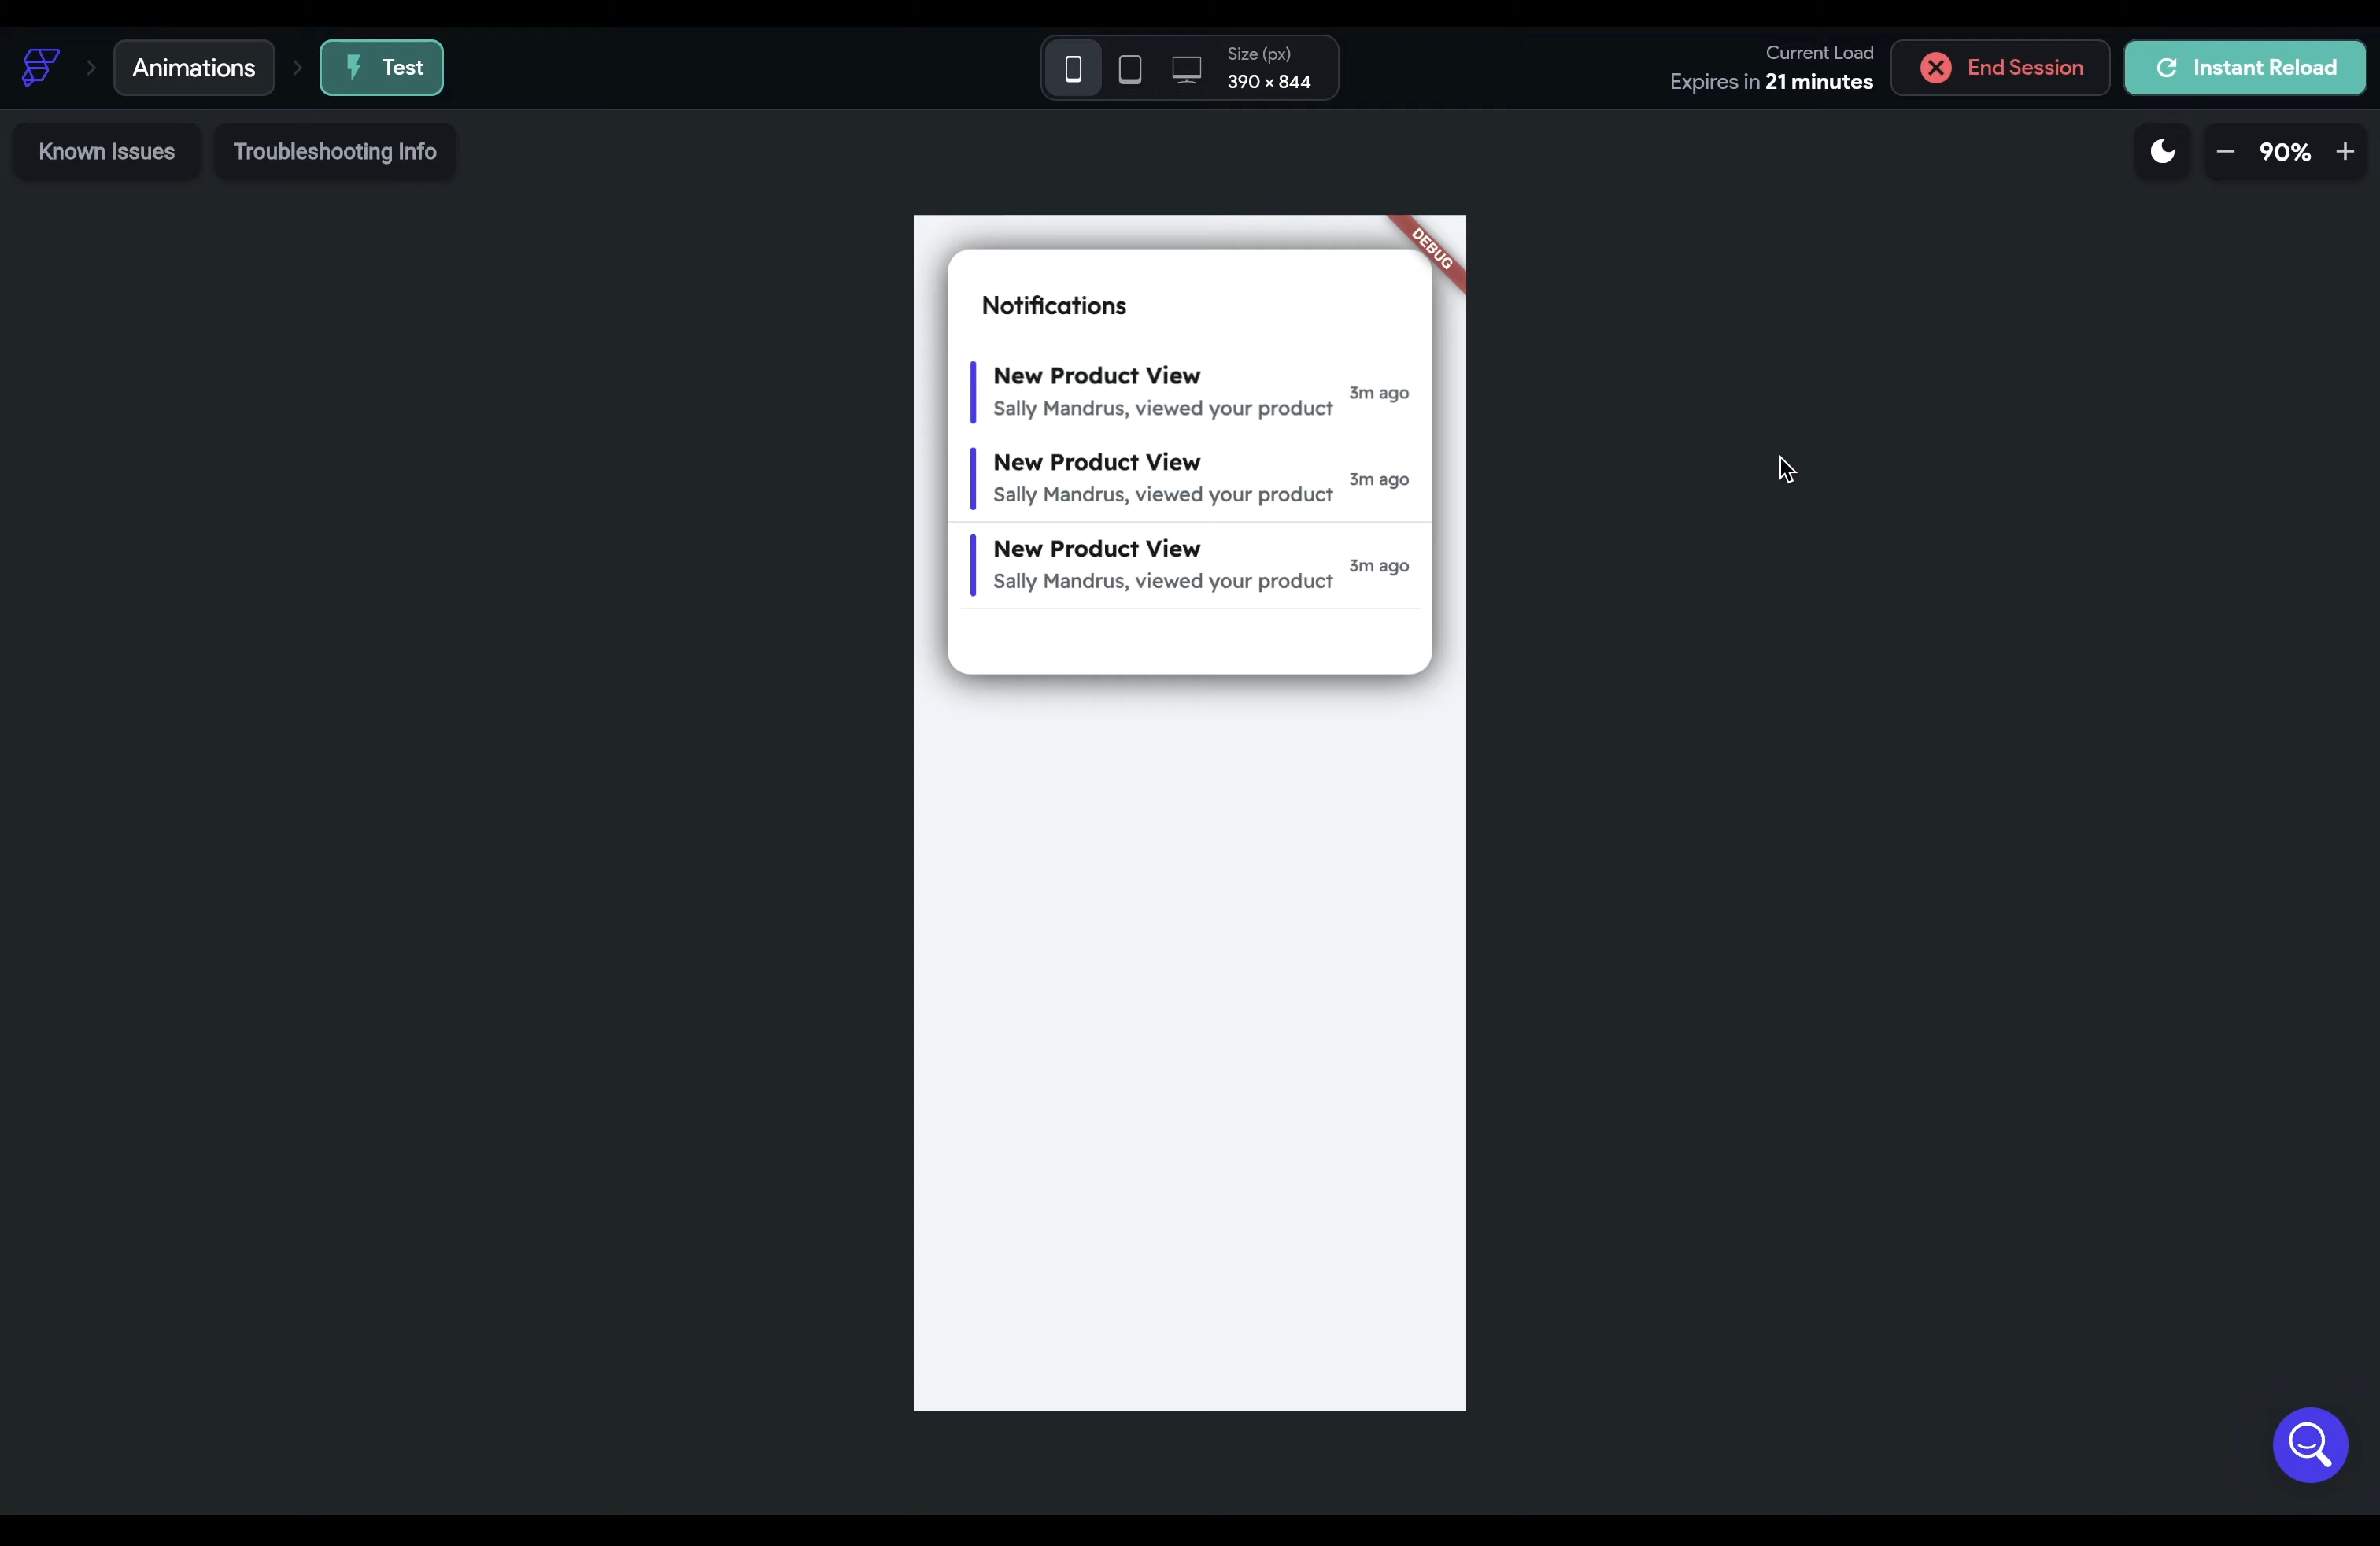 Animations
Test
Size (px)
390 × 844
Current Load
Expires in 21 minutes
End Session
Instant Reload
Known Issues
Troubleshooting Info
90%
DEBUG
Notifications
New Product View
Sally Mandrus, viewed your product
3m ago
New Product View
Sally Mandrus, viewed your product
3m ago
New Product View
Sally Mandrus, viewed your product
3m ago